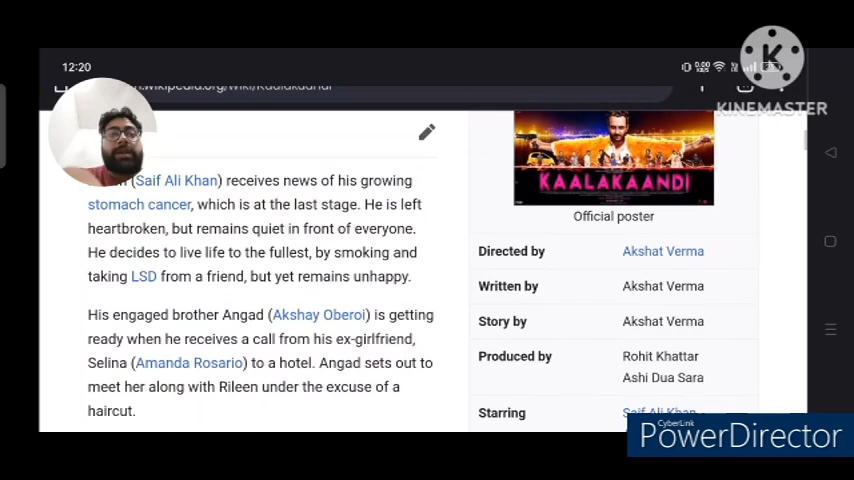 12:20
KINEMASTER
(Saif Ali Khan) receives news of his growing
stomach cancer, which is at the last stage. He is left
heartbroken, but remains quiet in front of everyone.
He decides to live life to the fullest, by smoking and
taking LSD from a friend, but yet remains unhappy.
His engaged brother Angad (Akshay Oberoi) is getting
ready when he receives a call from his ex-girlfriend,
Selina (Amanda Rosario) to a hotel. Angad sets out to
meet her along with Rileen under the excuse of a
haircut.
KAALAKAANDI
Official poster
Directed by Akshat Verma
Written by Akshat Verma
Story by Akshat Verma
Produced by Rohit Khattar
Ashi Dua Sara
Starring Saif Ali Khan
CyberLink
PowerDirector